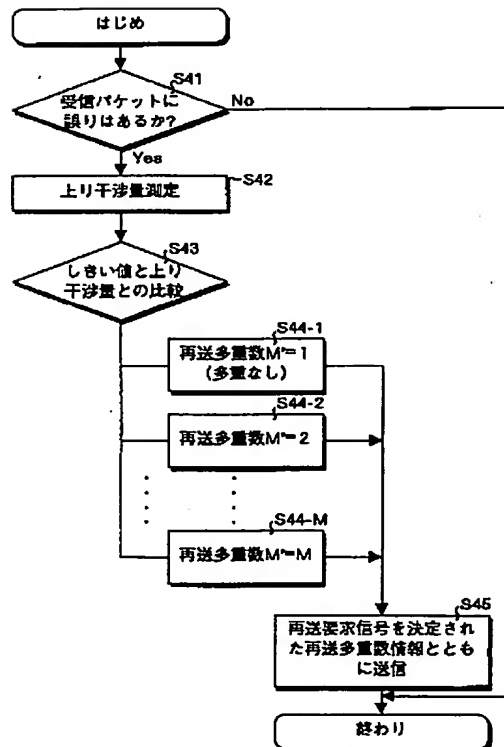 はじめ
S41
受信パケットに
誤りはあるか?
No
Yes
上り干渉量測定
S42
S43
しきい値と上り
干渉量との比較
S44-1
再送多重数M'=1
(多重なし)
S44-2
再送多重数M'=2
S44-M
再送多重数M'=M
S45
再送要求信号を決定され
た再送多重数情報ととも
に送信
終わり